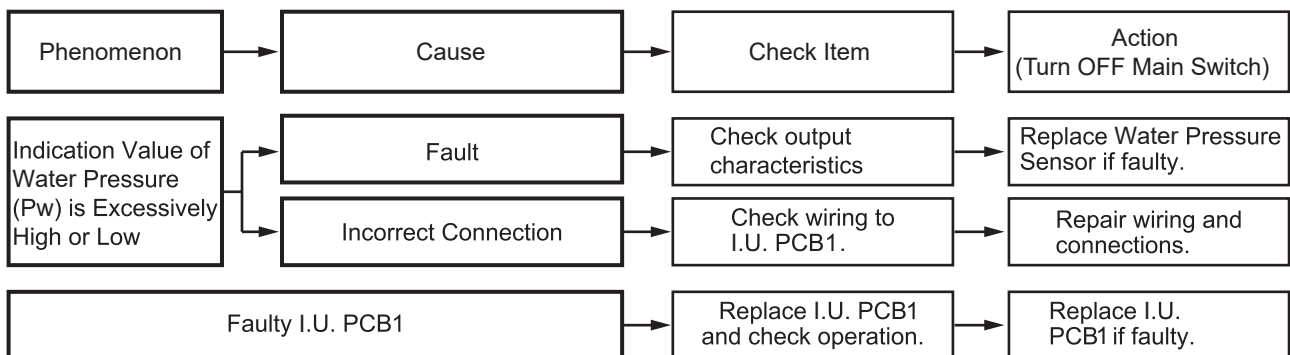 Phenomenon
Cause
Check Item
Action
(Turn OFF Main Switch)
Indication Value of
Water Pressure
(Pw) is Excessively
High or Low
Fault
Check output
characteristics
Replace Water Pressure
Sensor if faulty.
Incorrect Connection
Check wiring to
I.U. PCB1.
Repair wiring and
connections.
Faulty I.U. PCB1
Replace I.U. PCB1
and check operation.
Replace I.U.
PCB1 if faulty.